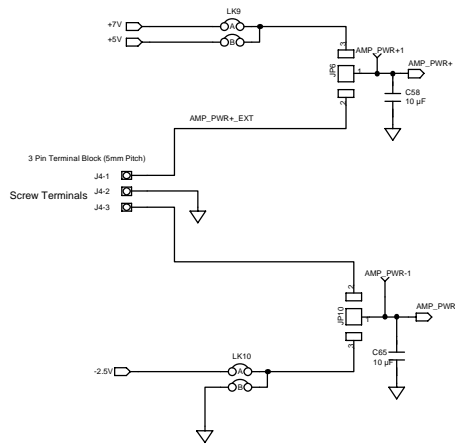 LK9
+7V
A
+5V
B
3
AMP_PWR+1
JP6
1
AMP_PWR+
2
C58
10 µF
AMP_PWR+_EXT
3 Pin Terminal Block (5mm Pitch)
J4-1
J4-2
Screw Terminals
J4-3
AMP_PWR-1
2
JP10
1
AMP_PWR
3
C65
10 µF
LK10
-2.5V
A
B